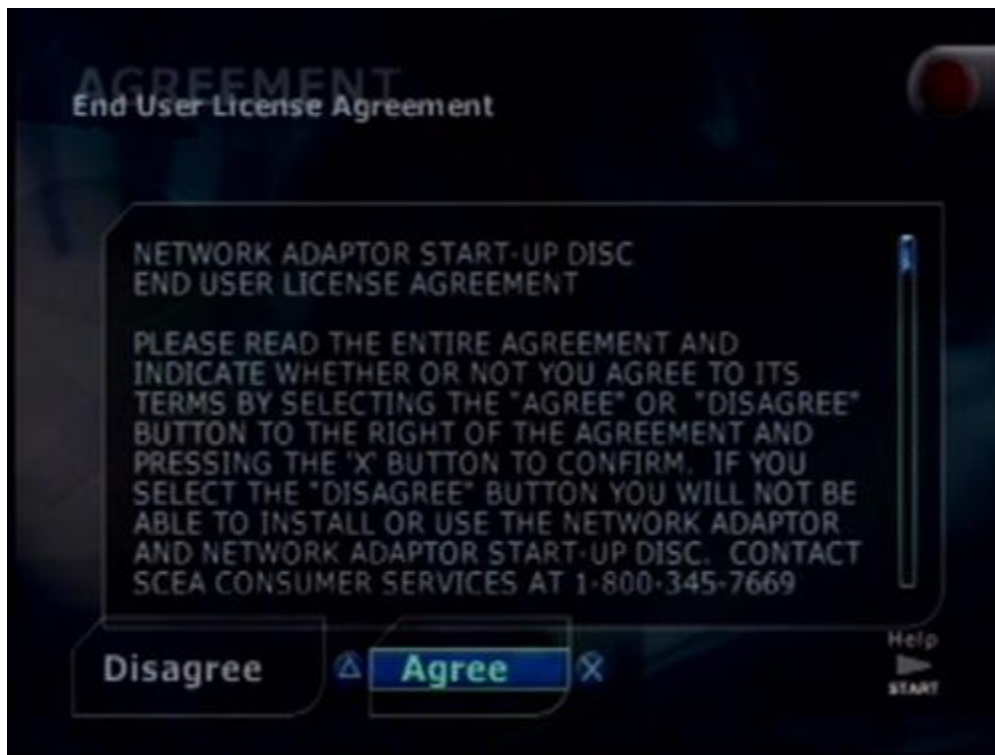 AGREEMENT
End User License Agreement
NETWORK ADAPTOR START-UP DISC
END USER LICENSE AGREEMENT
PLEASE READ THE ENTIRE AGREEMENT AND
INDICATE WHETHER OR NOT YOU AGREE TO ITS
TERMS BY SELECTING THE "AGREE" OR "DISAGREE"
BUTTON TO THE RIGHT OF THE AGREEMENT AND
PRESSING THE 'X' BUTTON TO CONFIRM. IF YOU
SELECT THE "DISAGREE" BUTTON YOU WILL NOT BE
ABLE TO INSTALL OR USE THE NETWORK ADAPTOR
AND NETWORK ADAPTOR START-UP DISC. CONTACT
SCEA CONSUMER SERVICES AT 1-800-345-7669
Disagree
Agree
Help
START